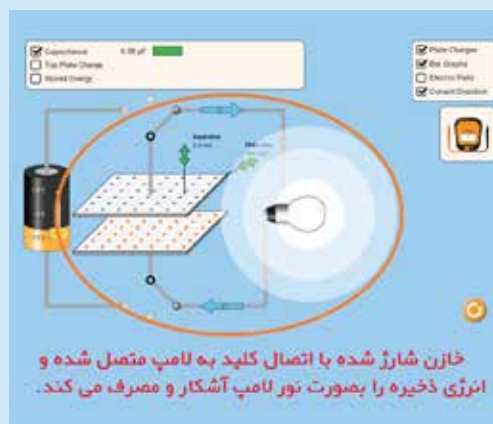 Capacitance
Top Plate Charge
Stored Energy
Plate Charges
Bar Graphs
Electric Field
Current Direction
Separation
خازن شارژ شده با اتصال کلید به لامپ متصل شده و
انرژی ذخیره را بصورت نور لامپ آشکار و مصرف می کند.